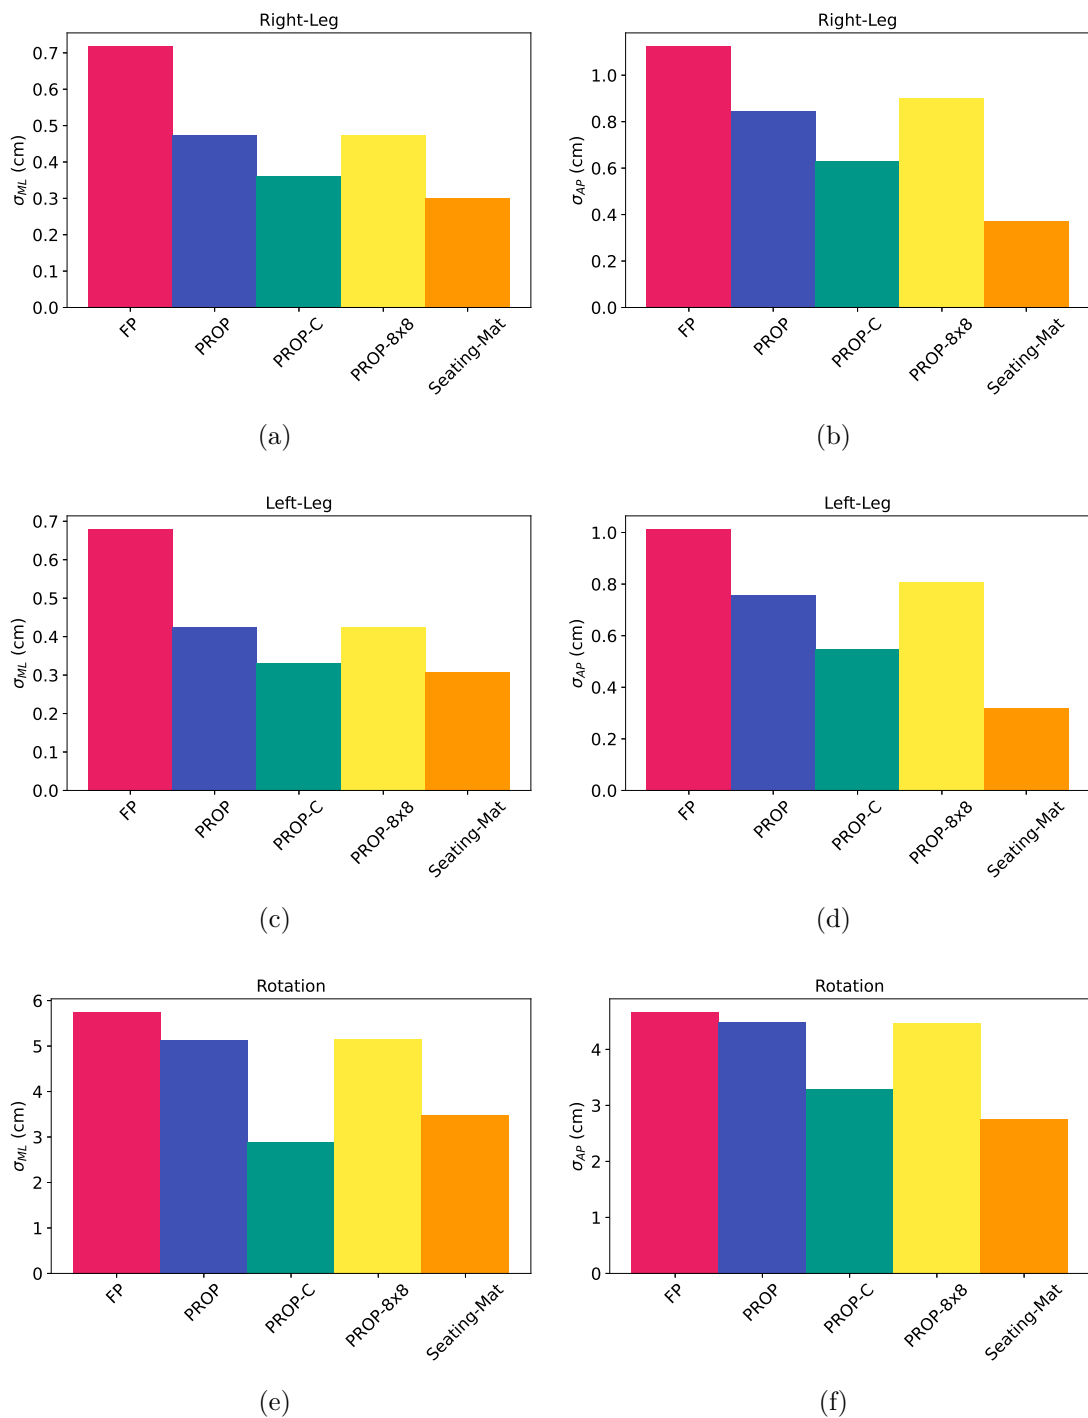 Right-Leg
σML (cm)
0.7
0.6
0.5
0.4
0.3
0.2
0.1
0.0
FP
PROP
PROP-C
PROP-8x8
Seating-Mat
(a)
Right-Leg
σAP (cm)
1.0
0.8
0.6
0.4
0.2
0.0
FP
PROP
PROP-C
PROP-8x8
Seating-Mat
(b)
Left-Leg
σML (cm)
0.7
0.6
0.5
0.4
0.3
0.2
0.1
0.0
FP
PROP
PROP-C
PROP-8x8
Seating-Mat
(c)
Left-Leg
σAP (cm)
1.0
0.8
0.6
0.4
0.2
0.0
FP
PROP
PROP-C
PROP-8x8
Seating-Mat
(d)
Rotation
σML (cm)
6
5
4
3
2
1
0
FP
PROP
PROP-C
PROP-8x8
Seating-Mat
(e)
Rotation
σAP (cm)
4
3
2
1
0
FP
PROP
PROP-C
PROP-8x8
Seating-Mat
(f)